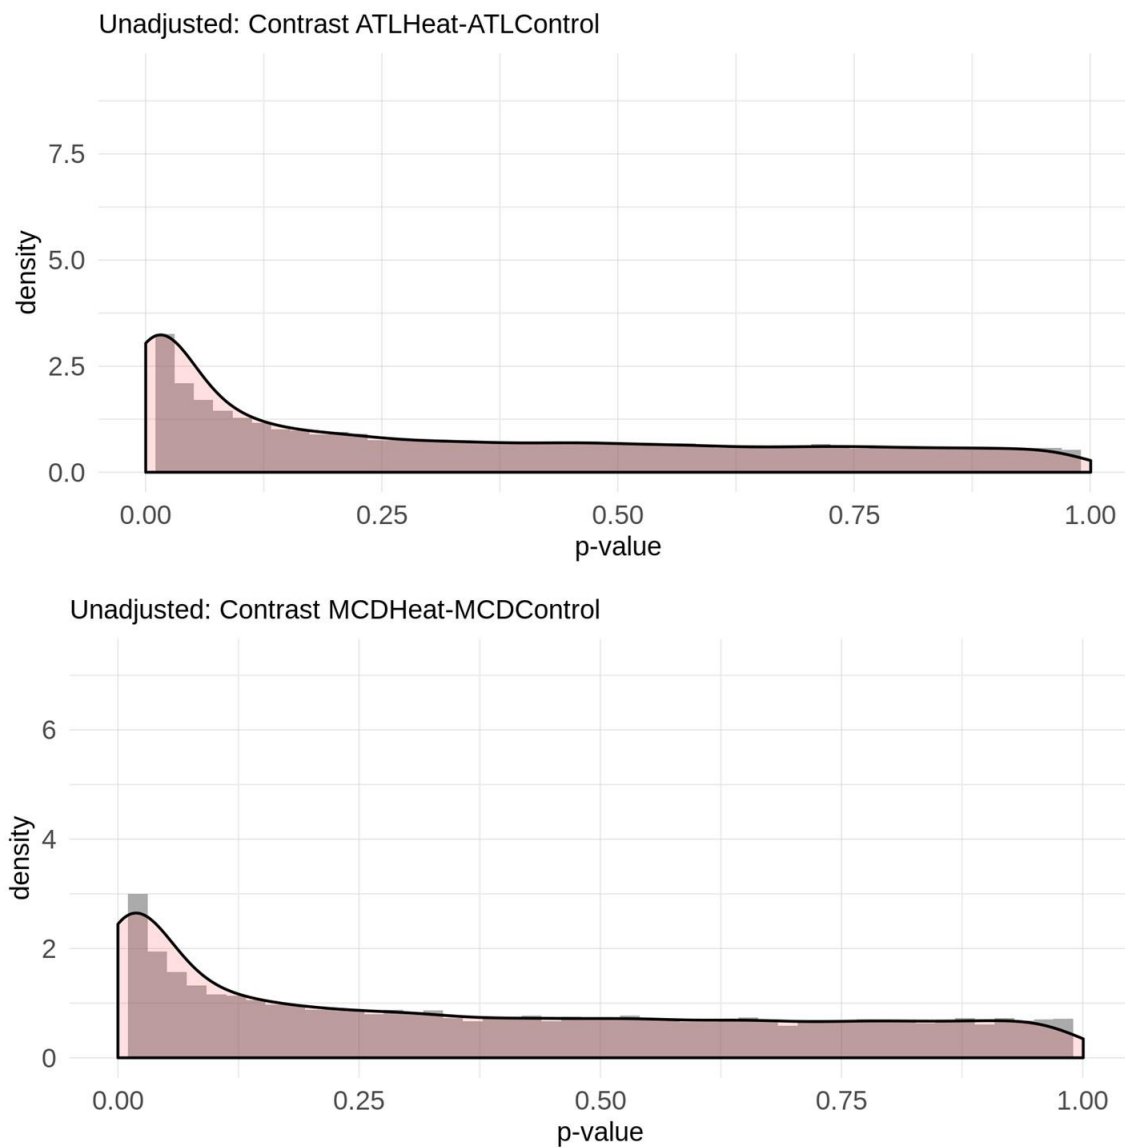 Unadjusted: Contrast ATLHeat-ATLControl
7.5
5.0
2.5
0.0
density
0.00 0.25 0.50 0.75 1.00
p-value
Unadjusted: Contrast MCDHeat-MCDControl
6
4
2
0
density
0.00 0.25 0.50 0.75 1.00
p-value